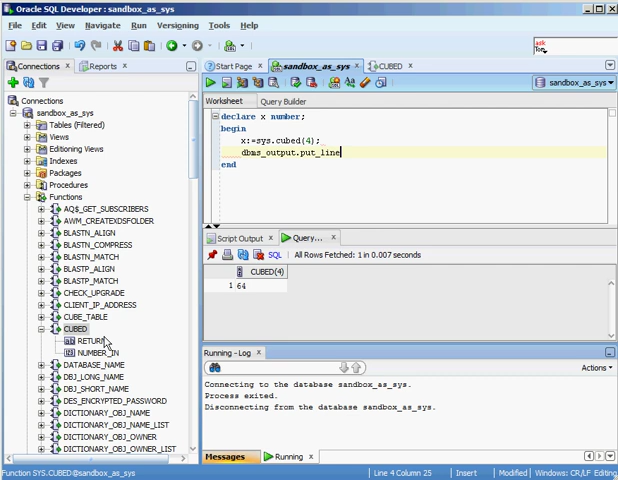 Oracle SQL Developer : sandbox_as_sys
File Edit View Navigate Run Versioning Tools Help
ask
Tom
Connections Reports
Start Page sandbox_as_sys CUBED
sandbox_as_sys
Worksheet Query Builder
Connections
sandbox_as_sys
Tables (Filtered)
Views
Editioning Views
Indexes
Packages
Procedures
Functions
AQ$_GET_SUBSCRIBERS
AWM_CREATEXDSFOLDER
BLASTN_ALIGN
BLASTN_COMPRESS
BLASTN_MATCH
BLASTP_ALIGN
BLASTP_MATCH
CHECK_UPGRADE
CLIENT_IP_ADDRESS
CUBE_TABLE
CUBED
RETURN
NUMBER_IN
DATABASE_NAME
DBJ_LONG_NAME
DBJ_SHORT_NAME
DES_ENCRYPTED_PASSWORD
DICTIONARY_OBJ_NAME
DICTIONARY_OBJ_NAME_LIST
DICTIONARY_OBJ_OWNER
DICTIONARY_OBJ_OWNER_LIST
declare x number;
begin
x:=sys.cubed(4);
dbms_output.put_line
end
Script Output Query...
SQL All Rows Fetched: 1 in 0.007 seconds
CUBED(4)
1 64
Running - Log
Actions
Connecting to the database sandbox_as_sys.
Process exited.
Disconnecting from the database sandbox_as_sys.
Messages Running
Function SYS.CUBED@sandbox_as_sys Line 4 Column 25 Insert Modified Windows: CR/LF Editing